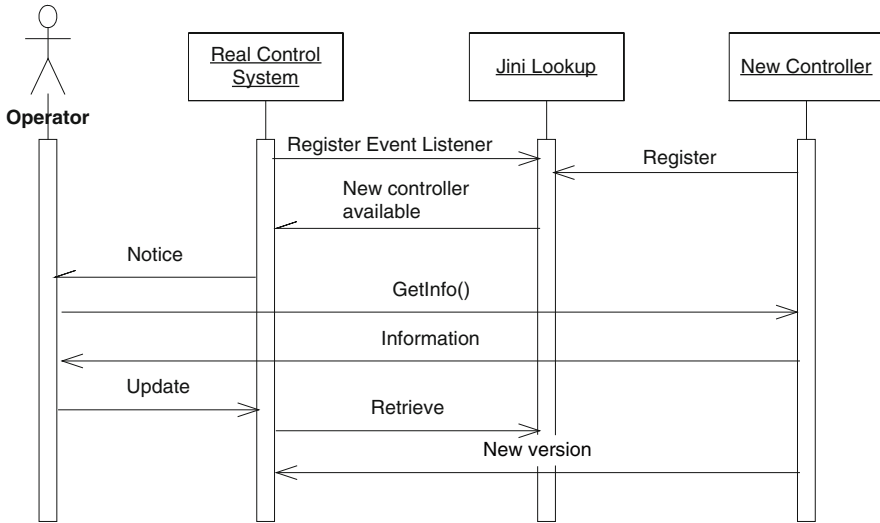 Real Control
System
Jini Lookup
New Controller
Operator
Register Event Listener
Register
New controller
available
Notice
GetInfo()
Information
Update
Retrieve
New version